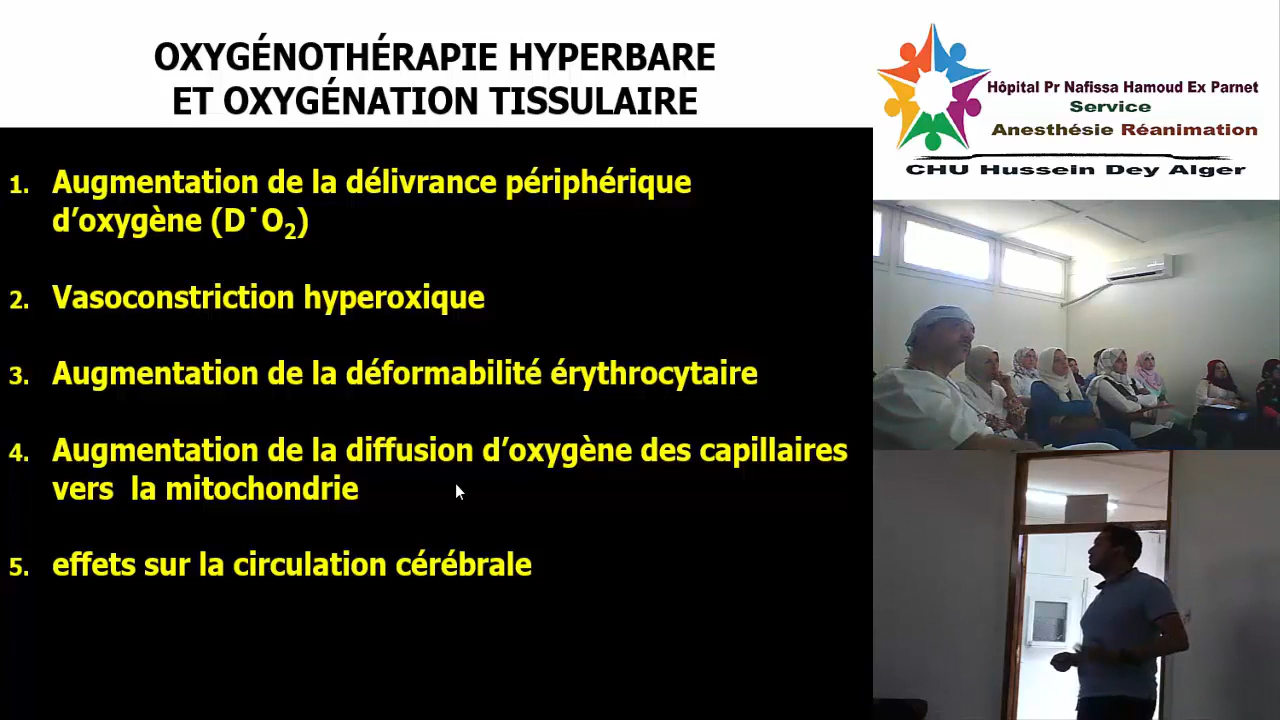 OXYGÉNOTHÉRAPIE HYPERBARE
ET OXYGÉNATION TISSULAIRE
1. Augmentation de la délivrance périphérique
d’oxygène (D˙O₂)
2. Vasoconstriction hyperoxique
3. Augmentation de la déformabilité érythrocytaire
4. Augmentation de la diffusion d’oxygène des capillaires
vers la mitochondrie
5. effets sur la circulation cérébrale
Hôpital Pr Nafissa Hamoud Ex Parnet
Service
Anesthésie Réanimation
CHU Hussein Dey Alger